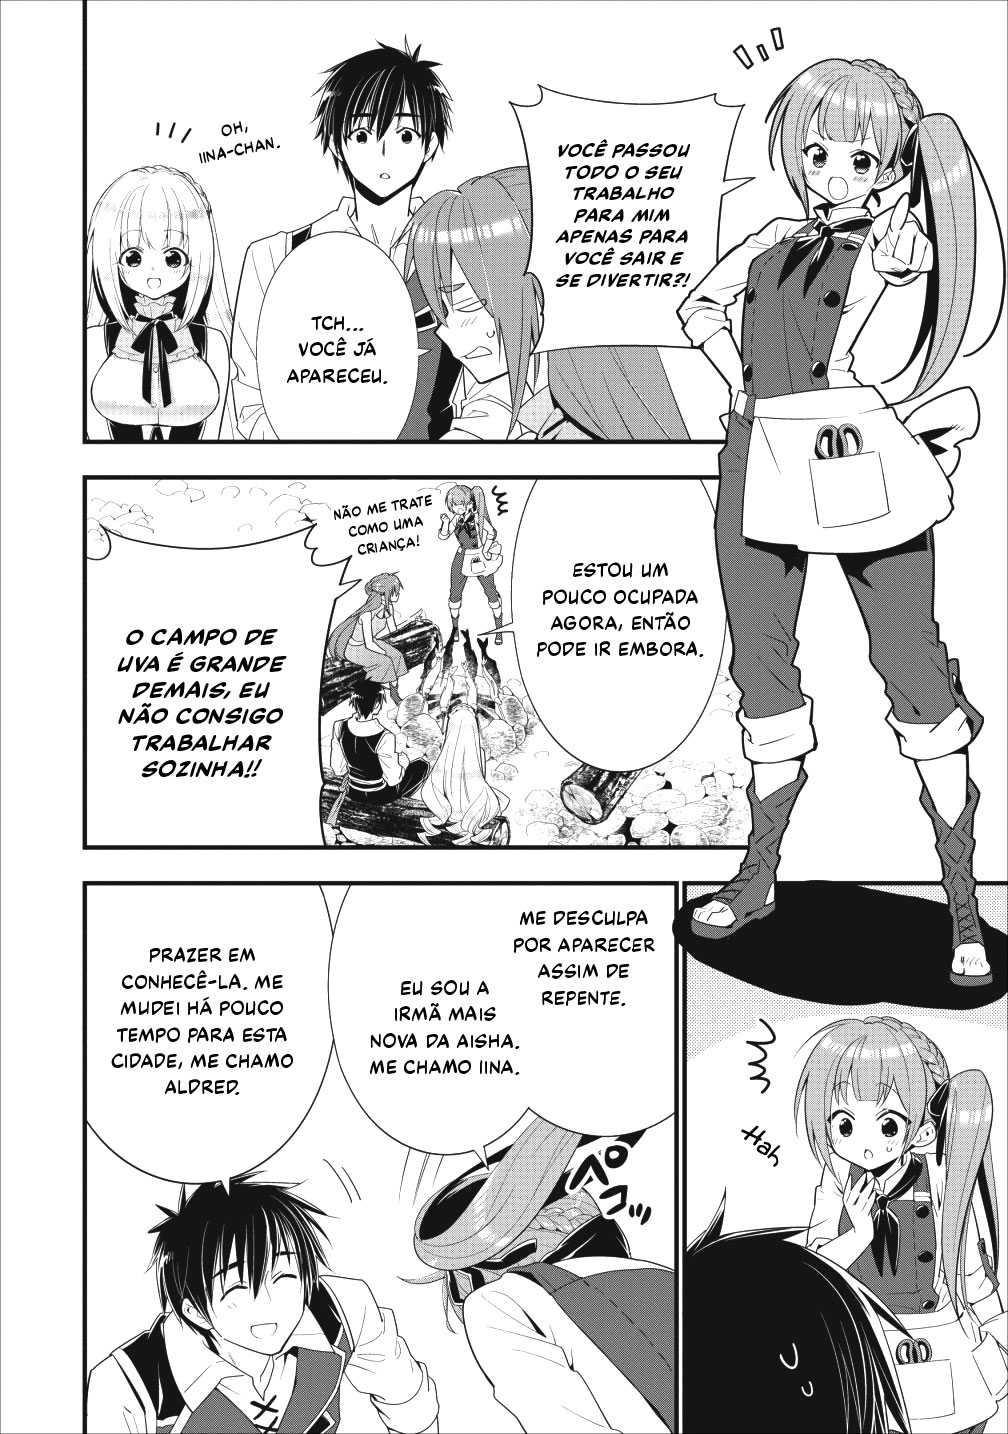 VOCÊ PASSOU
TODO O SEU
TRABALHO
PARA MIM
APENAS PARA
VOCÊ SAIR E
SE DIVERTIR?!
TCH...
VOCÊ JÁ
APARECEU.
OH,
IINA-CHAN.
ESTOU UM
POUCO OCUPADA
AGORA, ENTÃO
PODE IR EMBORA.
NÃO ME TRATE
COMO UMA
CRIANÇA!
O CAMPO DE
UVA É GRANDE
DEMAIS, EU
NÃO CONSIGO
TRABALHAR
SOZINHA!!
Hah
ME DESCULPA
POR APARECER
ASSIM DE
REPENTE.
EU SOU A
IRMÃ MAIS
NOVA DA AISHA.
ME CHAMO IINA.
ペコッ
PRAZER EM
CONHECÊ-LA. ME
MUDEI HÁ POUCO
TEMPO PARA ESTA
CIDADE, ME CHAMO
ALDRED.